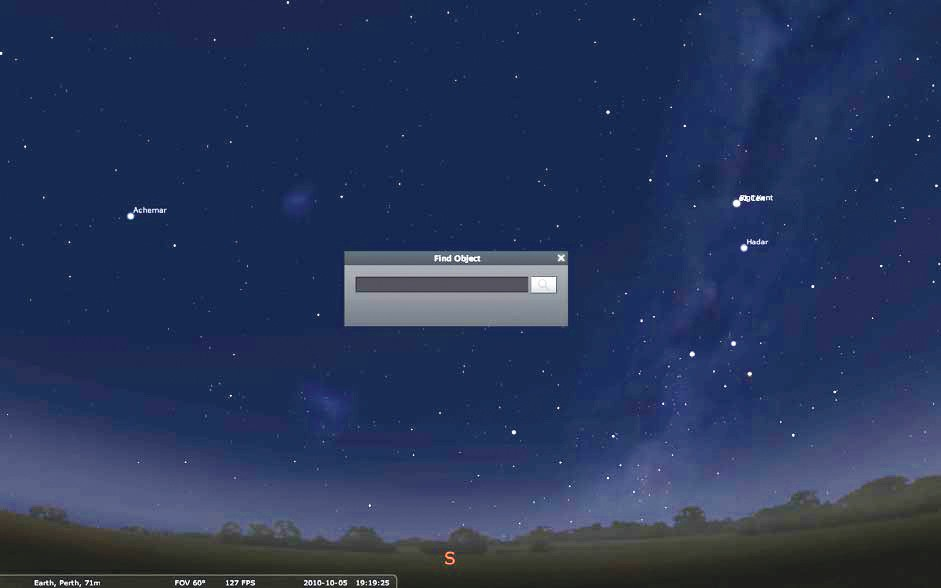 Achernar
Hadar
Find Object
S
Earth, Perth, 71m FOV 60° 127 FPS 2010-10-05 19:19:25